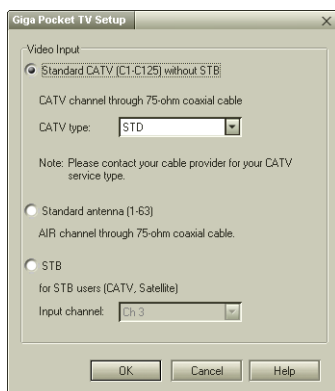 Giga Pocket TV Setup
Video Input
Standard CATV (C1-C125) without STB
CATV channel through 75-ohm coaxial cable
CATV type: STD
Note: Please contact your cable provider for your CATV
service type.
Standard antenna (1-63)
AIR channel through 75-ohm coaxial cable.
STB
for STB users (CATV, Satellite)
Input channel: Ch 3
OK Cancel Help